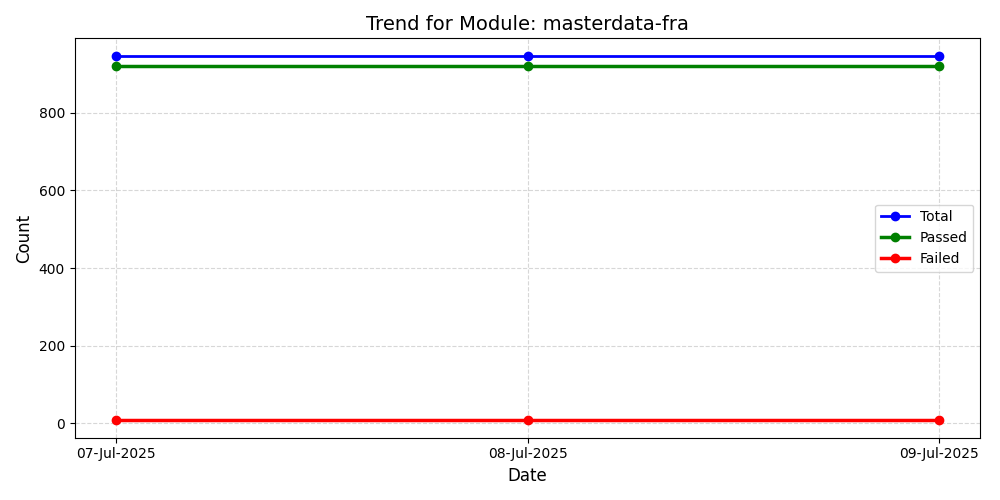 Trend for Module: masterdata-fra
Count
800
600
400
200
0
Total
Passed
Failed
07-Jul-2025 08-Jul-2025 09-Jul-2025
Date